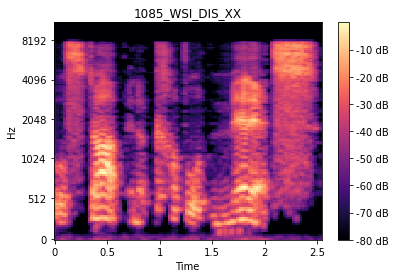 1085_WSI_DIS_XX
Hz
8192
4096
2048
1024
512
0
0 0.5 1 1.5 2 2.5
Time
-10 dB
-20 dB
-30 dB
-40 dB
-50 dB
-60 dB
-70 dB
-80 dB